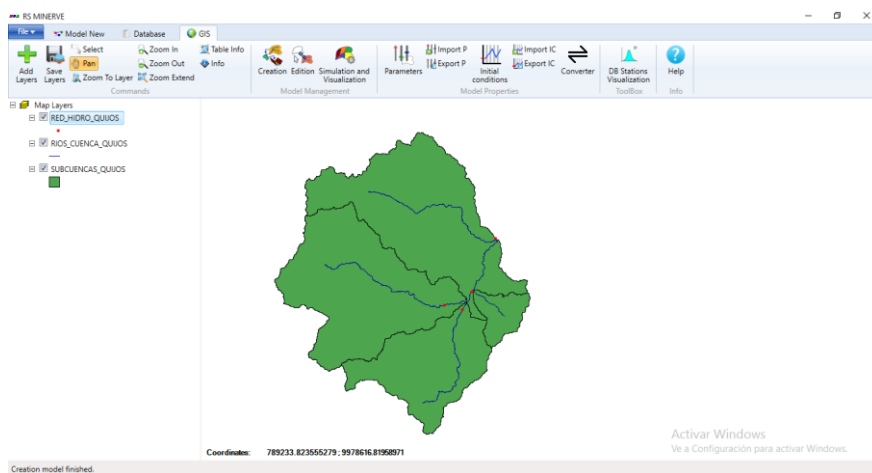 RS MINERVE
File Model New Database GIS
Add Layers
Save Layers
Select
Pan
Zoom To Layer
Zoom In
Zoom Out
Zoom Extend
Table Info
Info
Commands
Creation
Edition
Simulation and Visualization
Model Management
Parameters
Import P
Export P
Initial conditions
Import IC
Export IC
Converter
Model Properties
DB Stations Visualization
ToolBox
Help
Info
Map Layers
RED_HIDRO_QUIJOS
RIOS_CUENCA_QUIJOS
SUBCUENCAS_QUIJOS
Activar Windows
Ve a Configuración para activar Windows.
Coordinates: 789233.823555279 ; 9978616.81958971
Creation model finished.